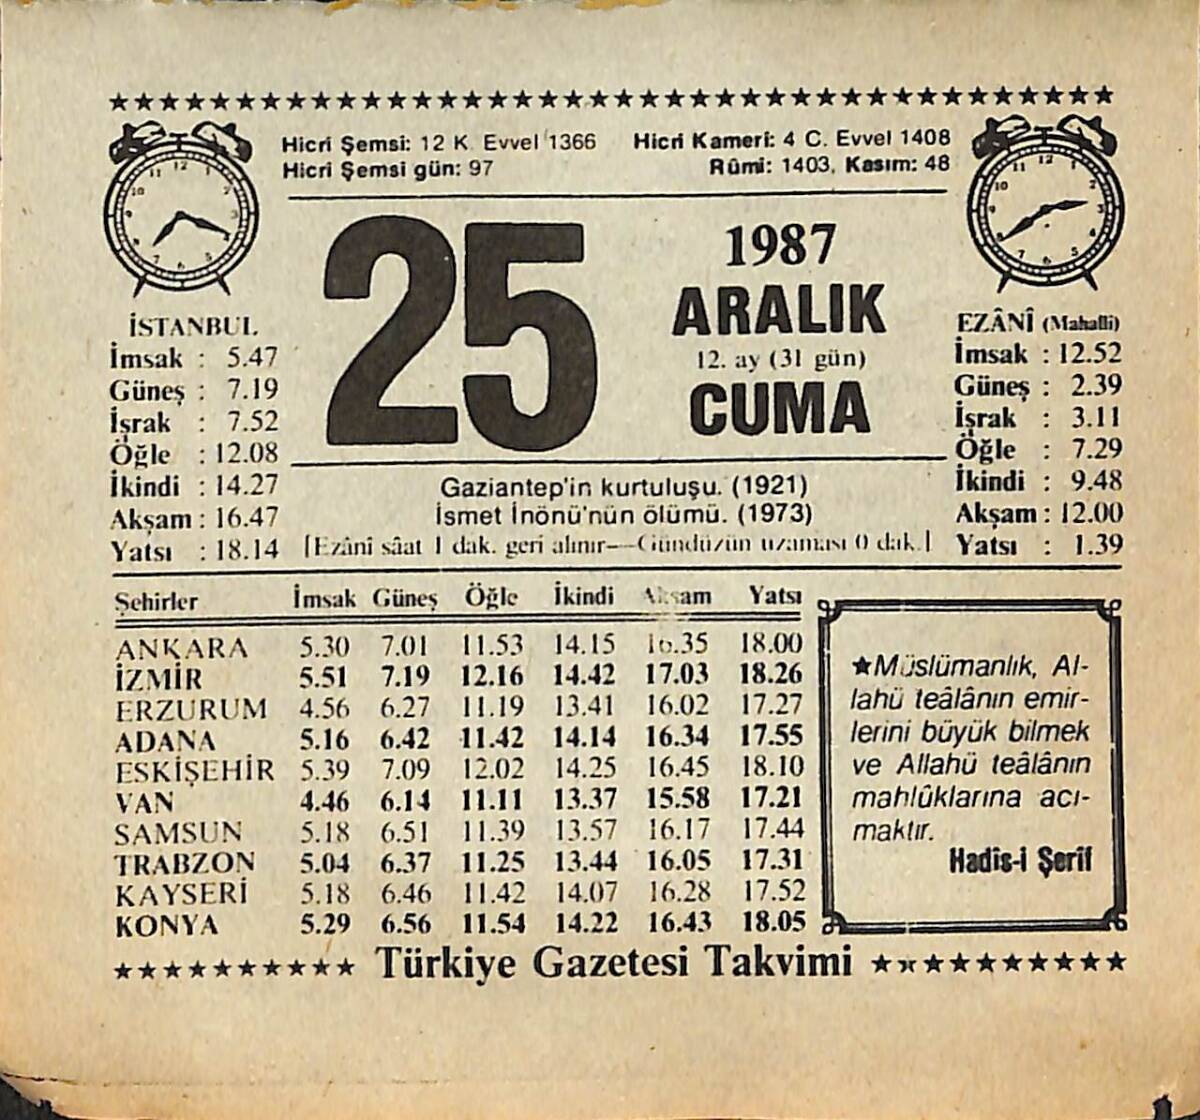 Hicri Şemsi: 12 K. Evvel 1366 Hicri Kameri: 4 C. Evvel 1408
Hicri Şemsi gün: 97 Rûmi: 1403, Kasım: 48
25
1987
ARALIK
12. ay (31 gün)
CUMA
İSTANBUL
İmsak : 5.47
Güneş : 7.19
İşrak : 7.52
Öğle : 12.08
İkindi : 14.27
Akşam : 16.47
Yatsı : 18.14
EZÂNÎ (Mahalli)
İmsak : 12.52
Güneş : 2.39
İşrak : 3.11
Öğle : 7.29
İkindi : 9.48
Akşam : 12.00
Yatsı : 1.39
Gaziantep'in kurtuluşu. (1921)
İsmet İnönü'nün ölümü. (1973)
[Ezânî sâat 1 dak. geri alınır—Gündüzün uzaması 0 dak.]
Şehirler İmsak Güneş Öğle İkindi Akşam Yatsı
ANKARA 5.30 7.01 11.53 14.15 16.35 18.00
İZMİR 5.51 7.19 12.16 14.42 17.03 18.26
ERZURUM 4.56 6.27 11.19 13.41 16.02 17.27
ADANA 5.16 6.42 11.42 14.14 16.34 17.55
ESKİŞEHİR 5.39 7.09 12.02 14.25 16.45 18.10
VAN 4.46 6.14 11.11 13.37 15.58 17.21
SAMSUN 5.18 6.51 11.39 13.57 16.17 17.44
TRABZON 5.04 6.37 11.25 13.44 16.05 17.31
KAYSERİ 5.18 6.46 11.42 14.07 16.28 17.52
KONYA 5.29 6.56 11.54 14.22 16.43 18.05
★Müslümanlık, Al-
lahü teâlânın emir-
lerini büyük bilmek
ve Allahü teâlânın
mahlûklarına acı-
maktır.
Hadîs-i Şerif
Türkiye Gazetesi Takvimi